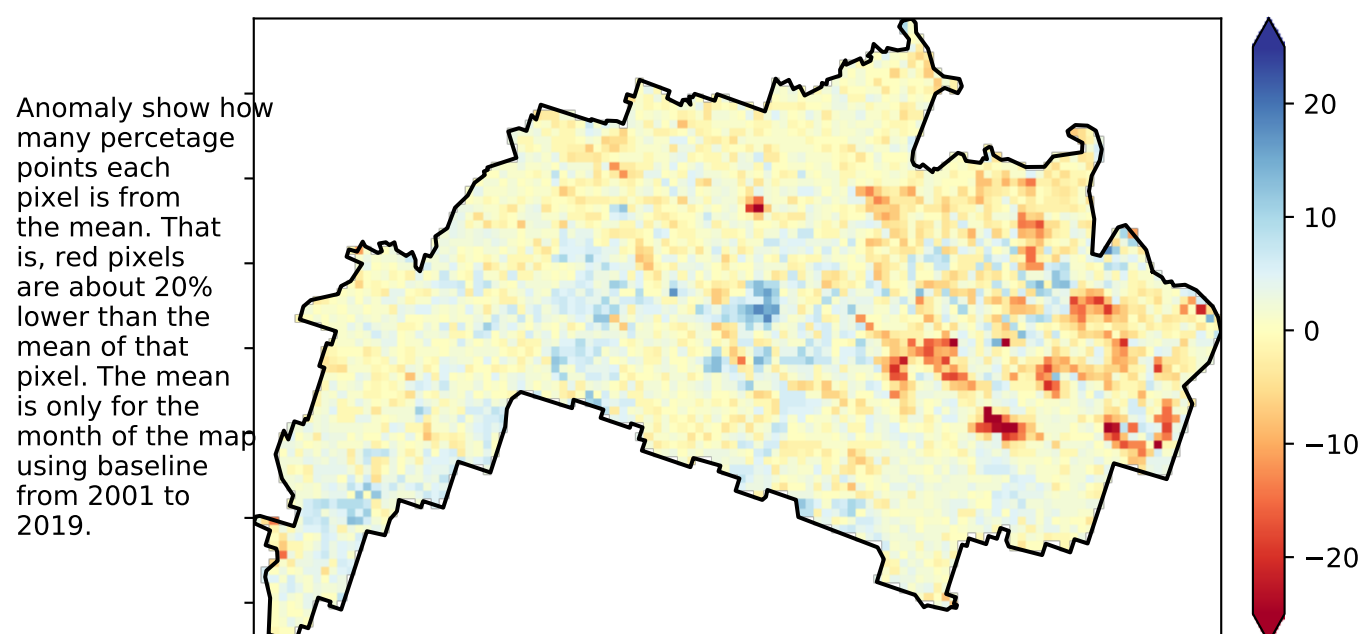 Anomaly show how
many percetage
points each
pixel is from
the mean. That
is, red pixels
are about 20%
lower than the
mean of that
pixel. The mean
is only for the
month of the map
using baseline
from 2001 to
2019.
20
10
0
−10
−20